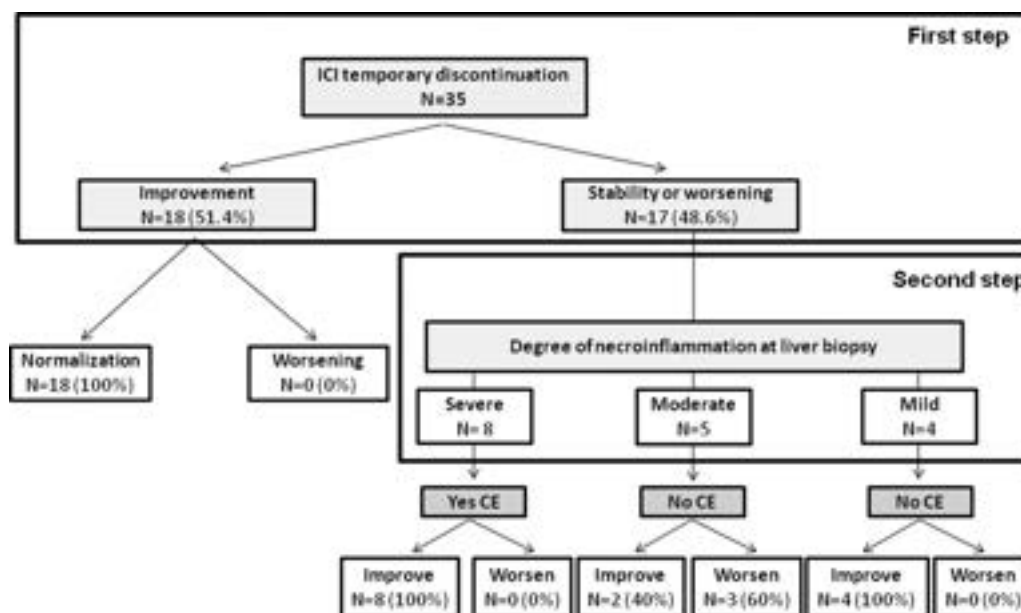 First step
ICI temporary discontinuation
N=35
Improvement
N=18 (51.4%)
Stability or worsening
N=17 (48.6%)
Second step
Degree of necroinflammation at liver biopsy
Normalization
N=18 (100%)
Worsening
N=0 (0%)
Severe
N= 8
Moderate
N=5
Mild
N=4
Yes CE
No CE
No CE
Improve
N=8 (100%)
Worsen
N=0 (0%)
Improve
N=2 (40%)
Worsen
N=3 (60%)
Improve
N=4 (100%)
Worsen
N=0 (0%)